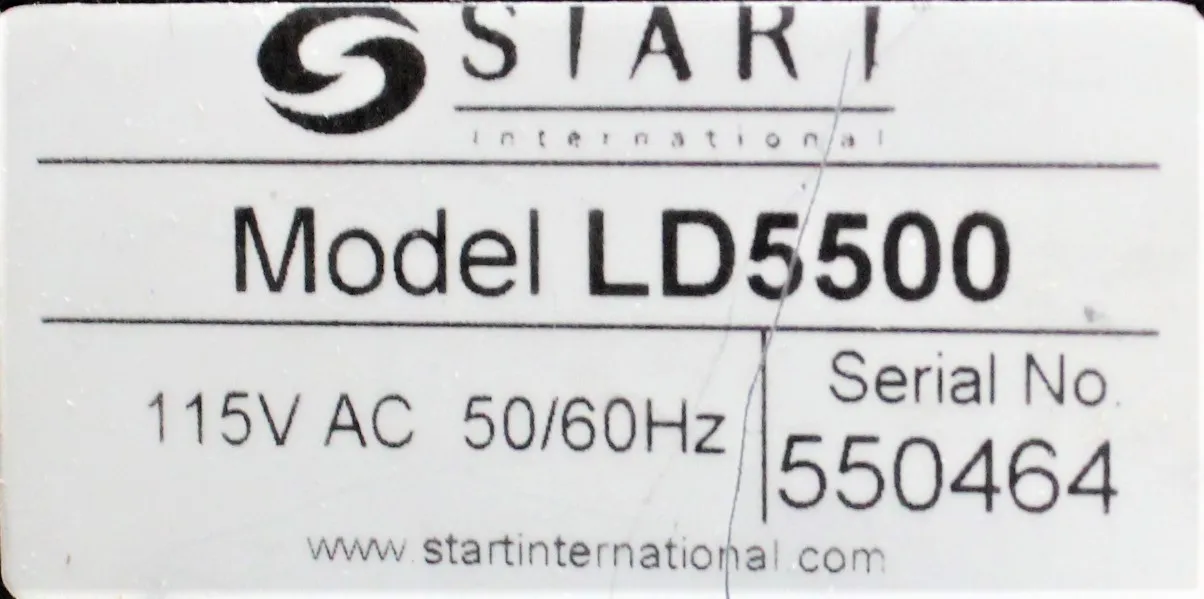 START
International
Model LD5500
115V AC 50/60Hz
Serial No.
550464
www.startinternational.com